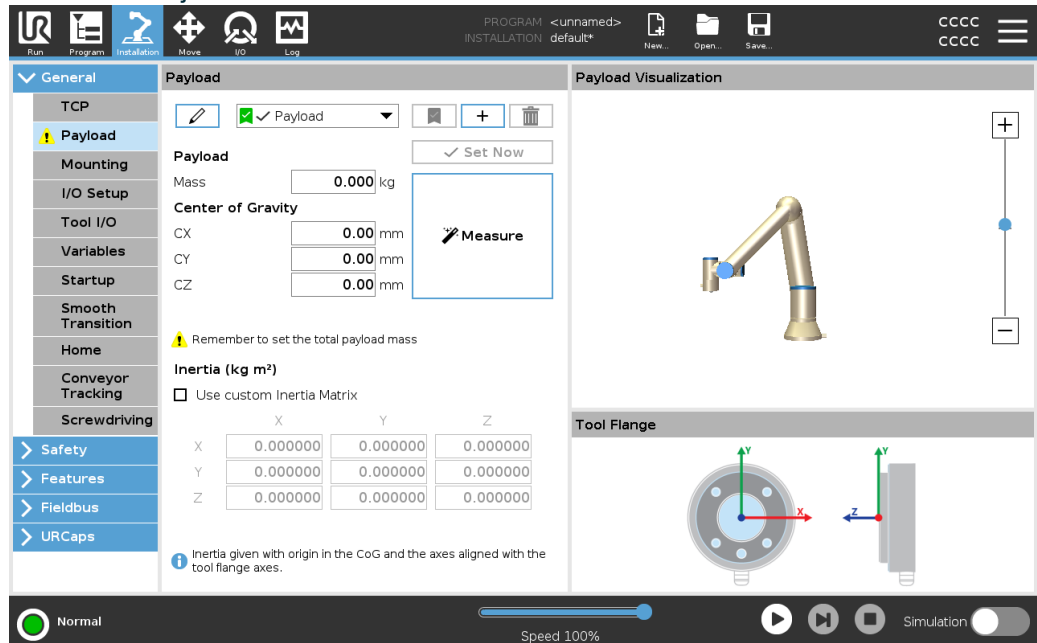 PROGRAM <unnamed>
INSTALLATION default*
CCCC
CCCC
Run Program Installation Move I/O Log New... Open... Save...
General
TCP
Payload
Mounting
I/O Setup
Tool I/O
Variables
Startup
Smooth
Transition
Home
Conveyor
Tracking
Screwdriving
Safety
Features
Fieldbus
URCaps
Payload
Payload
+
Payload
Set Now
Mass 0.000 kg
Center of Gravity
CX 0.00 mm
Measure
CY 0.00 mm
CZ 0.00 mm
Remember to set the total payload mass
Inertia (kg m²)
Use custom Inertia Matrix
X Y Z
X 0.000000 0.000000 0.000000
Y 0.000000 0.000000 0.000000
Z 0.000000 0.000000 0.000000
Inertia given with origin in the CoG and the axes aligned with the
tool flange axes.
Payload Visualization
Tool Flange
Y
X
Y
Z
Normal
Speed 100%
Simulation